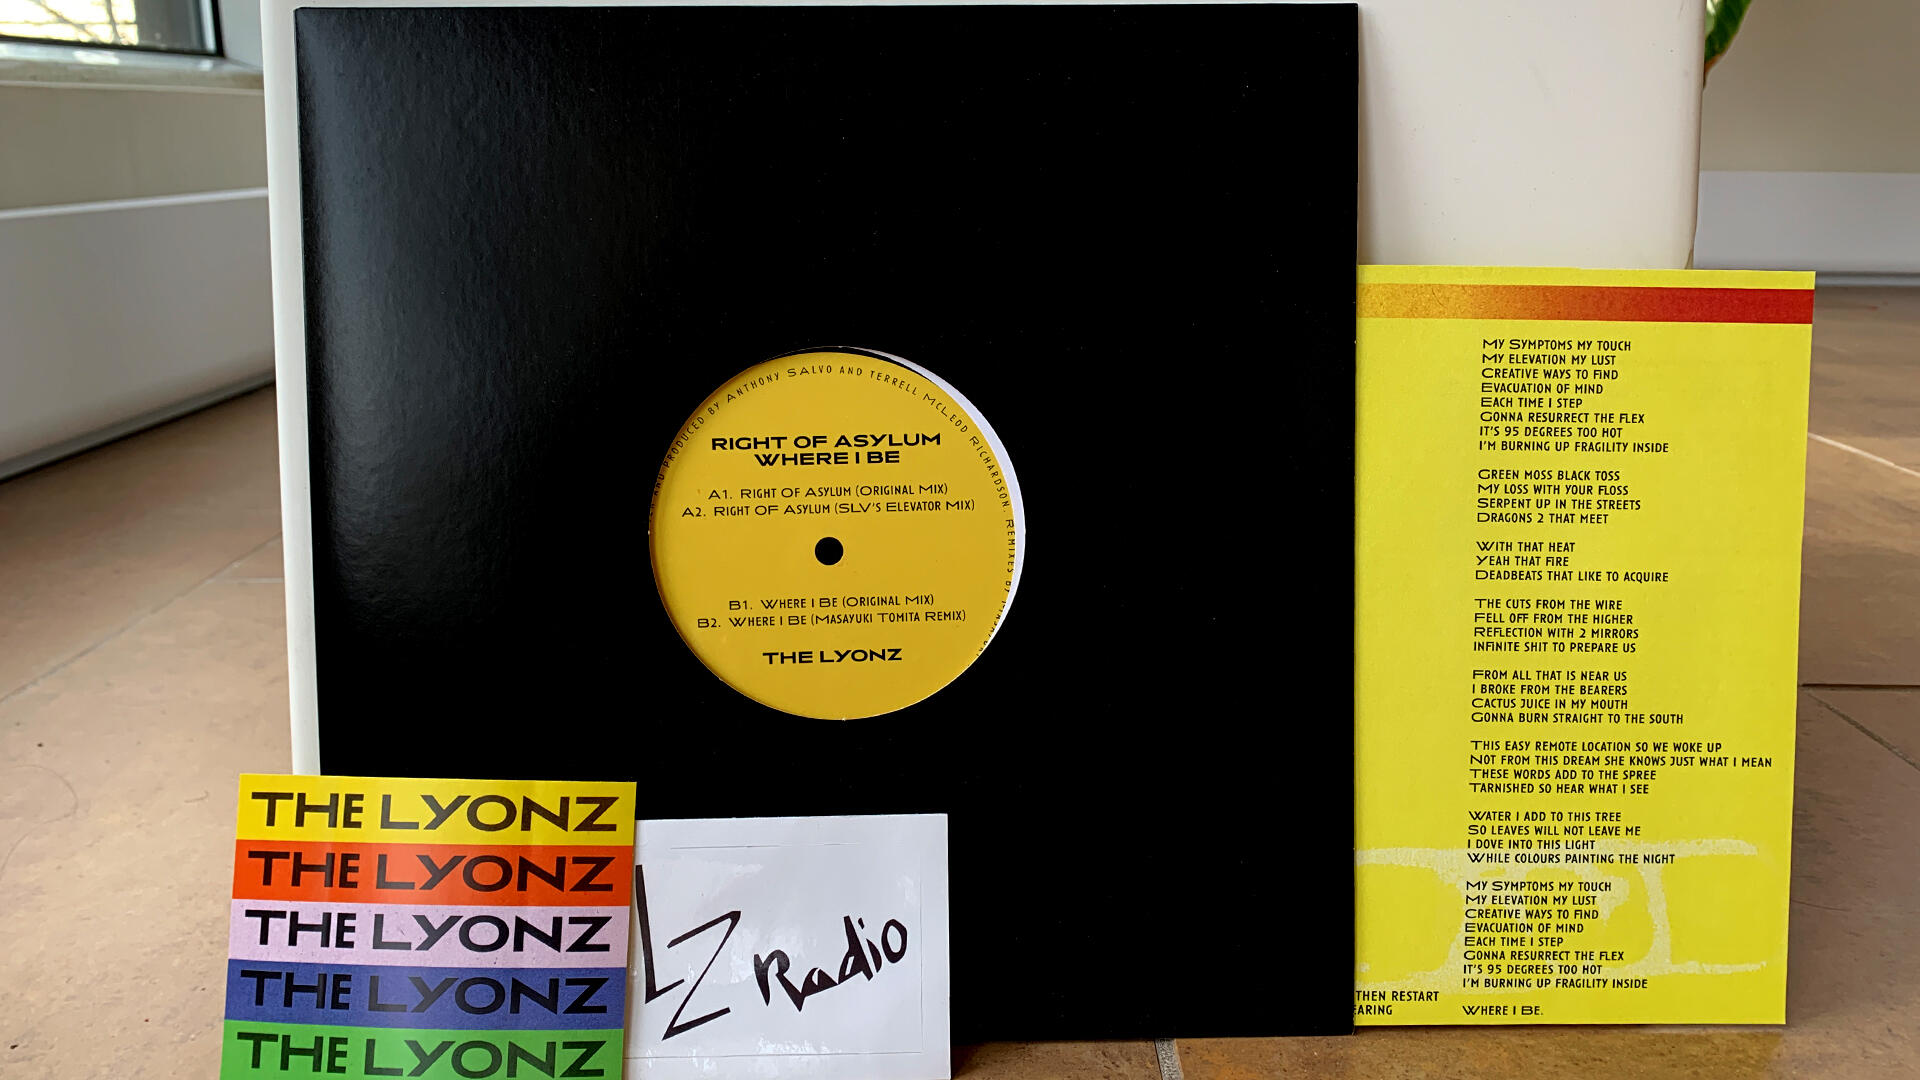 AND PRODUCED BY ANTHONY SALVO AND TERRELL MCLEOD RICHARDSON. REMIXES BY
RIGHT OF ASYLUM
WHERE I BE
A1. RIGHT OF ASYLUM (ORIGINAL MIX)
A2. RIGHT OF ASYLUM (SLV'S ELEVATOR MIX)
B1. WHERE I BE (ORIGINAL MIX)
B2. WHERE I BE (MASAYUKI TOMITA REMIX)
THE LYONZ
THE LYONZ
THE LYONZ
THE LYONZ
THE LYONZ
THE LYONZ
LZ Radio
MY SYMPTOMS MY TOUCH
MY ELEVATION MY LUST
CREATIVE WAYS TO FIND
EVACUATION OF MIND
EACH TIME I STEP
GONNA RESURRECT THE FLEX
IT'S 95 DEGREES TOO HOT
I'M BURNING UP FRAGILITY INSIDE
GREEN MOSS BLACK TOSS
MY LOSS WITH YOUR FLOSS
SERPENT UP IN THE STREETS
DRAGONS 2 THAT MEET
WITH THAT HEAT
YEAH THAT FIRE
DEADBEATS THAT LIKE TO ACQUIRE
THE CUTS FROM THE WIRE
FELL OFF FROM THE HIGHER
REFLECTION WITH 2 MIRRORS
INFINITE SHIT TO PREPARE US
FROM ALL THAT IS NEAR US
I BROKE FROM THE BEARERS
CACTUS JUICE IN MY MOUTH
GONNA BURN STRAIGHT TO THE SOUTH
THIS EASY REMOTE LOCATION SO WE WOKE UP
NOT FROM THIS DREAM SHE KNOWS JUST WHAT I MEAN
THESE WORDS ADD TO THE SPREE
TARNISHED SO HEAR WHAT I SEE
WATER I ADD TO THIS TREE
SO LEAVES WILL NOT LEAVE ME
I DOVE INTO THIS LIGHT
WHILE COLOURS PAINTING THE NIGHT
MY SYMPTOMS MY TOUCH
MY ELEVATION MY LUST
CREATIVE WAYS TO FIND
EVACUATION OF MIND
EACH TIME I STEP
GONNA RESURRECT THE FLEX
IT'S 95 DEGREES TOO HOT
I'M BURNING UP FRAGILITY INSIDE
THEN RESTART
EARING
WHERE I BE.